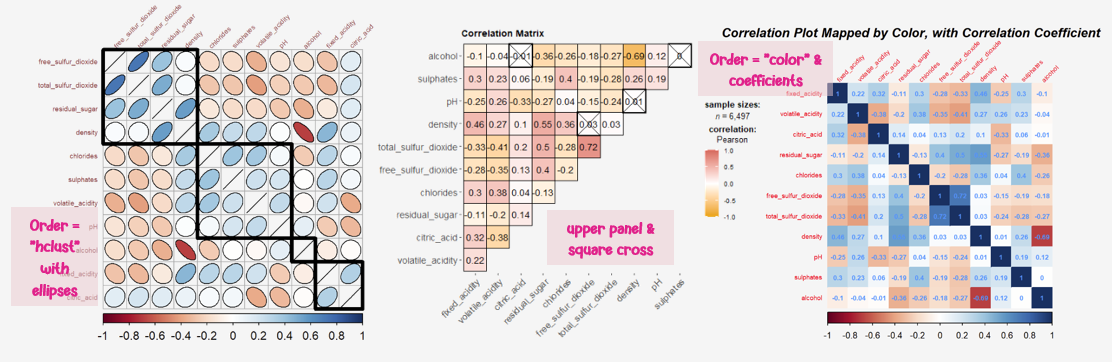 free_sulfur_dioxide
total_sulfur_dioxide
residual_sugar
density
chlorides
sulphates
volatile_acidity
pH
alcohol
fixed_acidity
citric_acid
free_sulfur_dioxide
total_sulfur_dioxide
residual_sugar
density
chlorides
sulphates
volatile_acidity
pH
alcohol
fixed_acidity
citric_acid
Order =
"hclust"
with
ellipses
-1 -0.8 -0.6 -0.4 -0.2 0 0.2 0.4 0.6 0.8 1
Correlation Matrix
alcohol -0.1 -0.04 -0.01 -0.36 -0.26 -0.18 -0.27 -0.69 0.12 0
sulphates 0.3 0.23 0.06 -0.19 0.4 -0.19 -0.28 0.26 0.19
pH -0.25 0.26 -0.33 -0.27 0.04 -0.15 -0.24 0.01
density 0.46 0.27 0.1 0.55 0.36 0.03 0.03
total_sulfur_dioxide -0.33 -0.41 0.2 0.5 -0.28 0.72
free_sulfur_dioxide -0.28 -0.35 0.13 0.4 -0.2
chlorides 0.3 0.38 0.04 -0.13
residual_sugar -0.11 -0.2 0.14
citric_acid 0.32 -0.38
volatile_acidity 0.22
fixed_acidity
volatile_acidity
citric_acid
residual_sugar
chlorides
free_sulfur_dioxide
total_sulfur_dioxide
density
pH
sulphates
upper panel &
square cross
sample sizes:
n = 6,497
correlation:
Pearson
1.0
0.5
0.0
-0.5
-1.0
Correlation Plot Mapped by Color, with Correlation Coefficient
Order = "color" &
coefficients
fixed_acidity
volatile_acidity
citric_acid
residual_sugar
chlorides
free_sulfur_dioxide
total_sulfur_dioxide
density
pH
sulphates
alcohol
fixed_acidity 1 0.22 0.32 -0.11 0.3 -0.28 -0.33 0.46 -0.25 0.3 -0.1
volatile_acidity 0.22 1 -0.38 -0.2 0.38 -0.35 -0.41 0.27 0.26 0.23 -0.04
citric_acid 0.32 -0.38 1 0.14 0.04 0.13 0.2 0.1 -0.33 0.06 -0.01
residual_sugar -0.11 -0.2 0.14 1 -0.13 0.4 0.5 0.55 -0.27 -0.19 -0.36
chlorides 0.3 0.38 0.04 -0.13 1 -0.2 -0.28 0.36 0.04 0.4 -0.26
free_sulfur_dioxide -0.28 -0.35 0.13 0.4 -0.2 1 0.72 0.03 -0.15 -0.19 -0.18
total_sulfur_dioxide -0.33 -0.41 0.2 0.5 -0.28 0.72 1 0.03 -0.24 -0.28 -0.27
density 0.46 0.27 0.1 0.55 0.36 0.03 0.03 1 0.01 0.26 -0.69
pH -0.25 0.26 -0.33 -0.27 0.04 -0.15 -0.24 0.01 1 0.19 0.12
sulphates 0.3 0.23 0.06 -0.19 0.4 -0.19 -0.28 0.26 0.19 1 0
alcohol -0.1 -0.04 -0.01 -0.36 -0.26 -0.18 -0.27 -0.69 0.12 0 1
-1 -0.8 -0.6 -0.4 -0.2 0 0.2 0.4 0.6 0.8 1